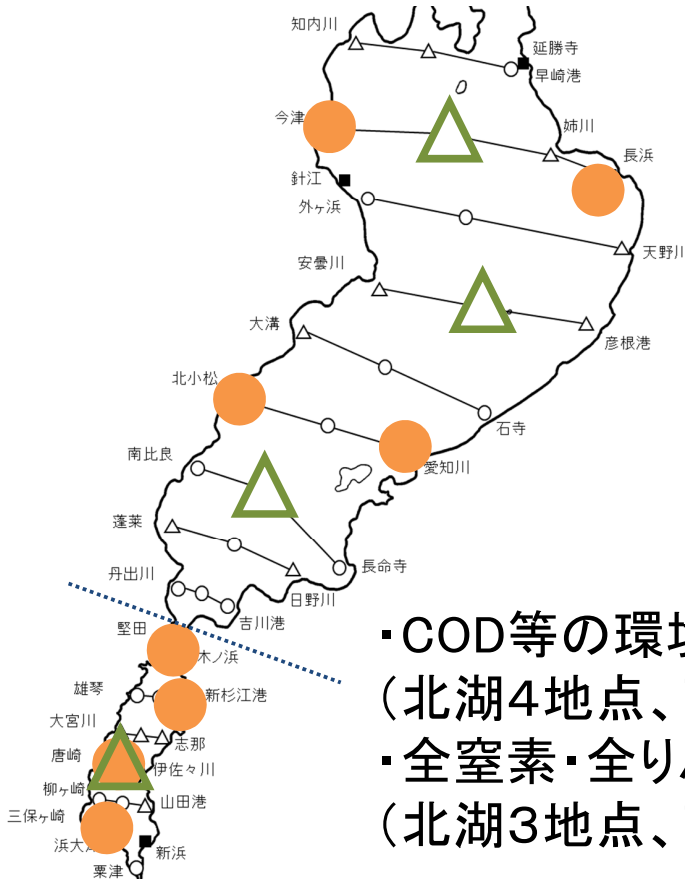 知内川
延勝寺
早崎港
今津
姉川
長浜
針江
外ヶ浜
天野川
安曇川
大溝
彦根港
北小松
石寺
愛知川
南比良
蓬莱
長命寺
丹出川
日野川
吉川港
堅田
木ノ浜
雄琴
新杉江港
大宮川
志那
唐崎
伊佐々川
柳ヶ崎
山田港
三保ヶ崎
浜大
新浜
粟津
・COD等の環
（北湖4地点、
・全窒素・全り
（北湖3地点、